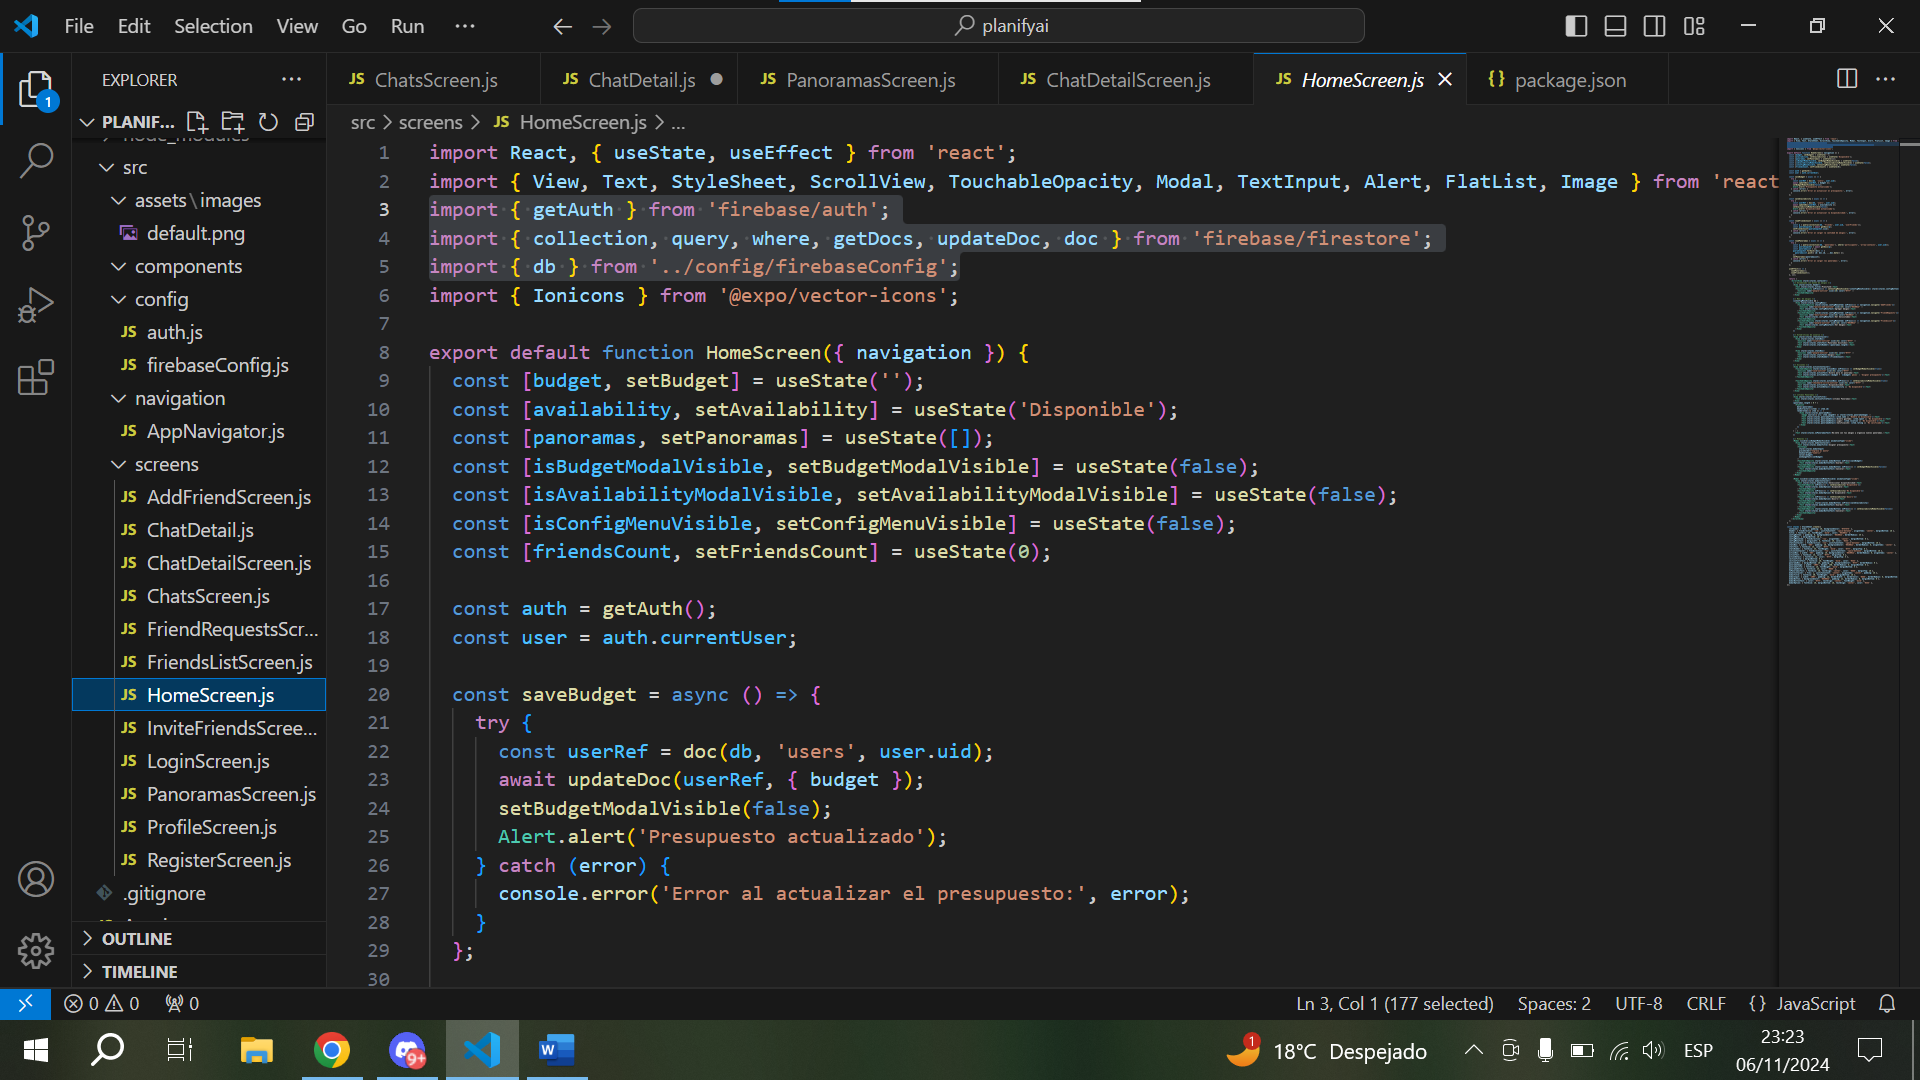 File Edit Selection View Go Run ···
planifyai
EXPLORER
ChatsScreen.js
ChatDetail.js
PanoramasScreen.js
ChatDetailScreen.js
HomeScreen.js
package.json
PLANIF...
src > screens > JS HomeScreen.js > ...
node_modules
src
assets\images
default.png
components
config
JS auth.js
JS firebaseConfig.js
navigation
JS AppNavigator.js
screens
JS AddFriendScreen.js
JS ChatDetail.js
JS ChatDetailScreen.js
JS ChatsScreen.js
JS FriendRequestsScr...
JS FriendsListScreen.js
JS HomeScreen.js
JS InviteFriendsScree...
JS LoginScreen.js
JS PanoramasScreen.js
JS ProfileScreen.js
JS RegisterScreen.js
.gitignore
OUTLINE
TIMELINE
1 import React, { useState, useEffect } from 'react';
2 import { View, Text, StyleSheet, ScrollView, TouchableOpacity, Modal, TextInput, Alert, FlatList, Image } from 'react
3 import { getAuth } from 'firebase/auth';
4 import { collection, query, where, getDocs, updateDoc, doc } from 'firebase/firestore';
5 import { db } from '../config/firebaseConfig';
6 import { Ionicons } from '@expo/vector-icons';
7
8 export default function HomeScreen({ navigation }) {
9 const [budget, setBudget] = useState('');
10 const [availability, setAvailability] = useState('Disponible');
11 const [panoramas, setPanoramas] = useState([]);
12 const [isBudgetModalVisible, setBudgetModalVisible] = useState(false);
13 const [isAvailabilityModalVisible, setAvailabilityModalVisible] = useState(false);
14 const [isConfigMenuVisible, setConfigMenuVisible] = useState(false);
15 const [friendsCount, setFriendsCount] = useState(0);
16
17 const auth = getAuth();
18 const user = auth.currentUser;
19
20 const saveBudget = async () => {
21 try {
22 const userRef = doc(db, 'users', user.uid);
23 await updateDoc(userRef, { budget });
24 setBudgetModalVisible(false);
25 Alert.alert('Presupuesto actualizado');
26 } catch (error) {
27 console.error('Error al actualizar el presupuesto:', error);
28 }
29 };
30
0 0 0
Ln 3, Col 1 (177 selected) Spaces: 2 UTF-8 CRLF {} JavaScript
18°C Despejado
ESP
23:23
06/11/2024